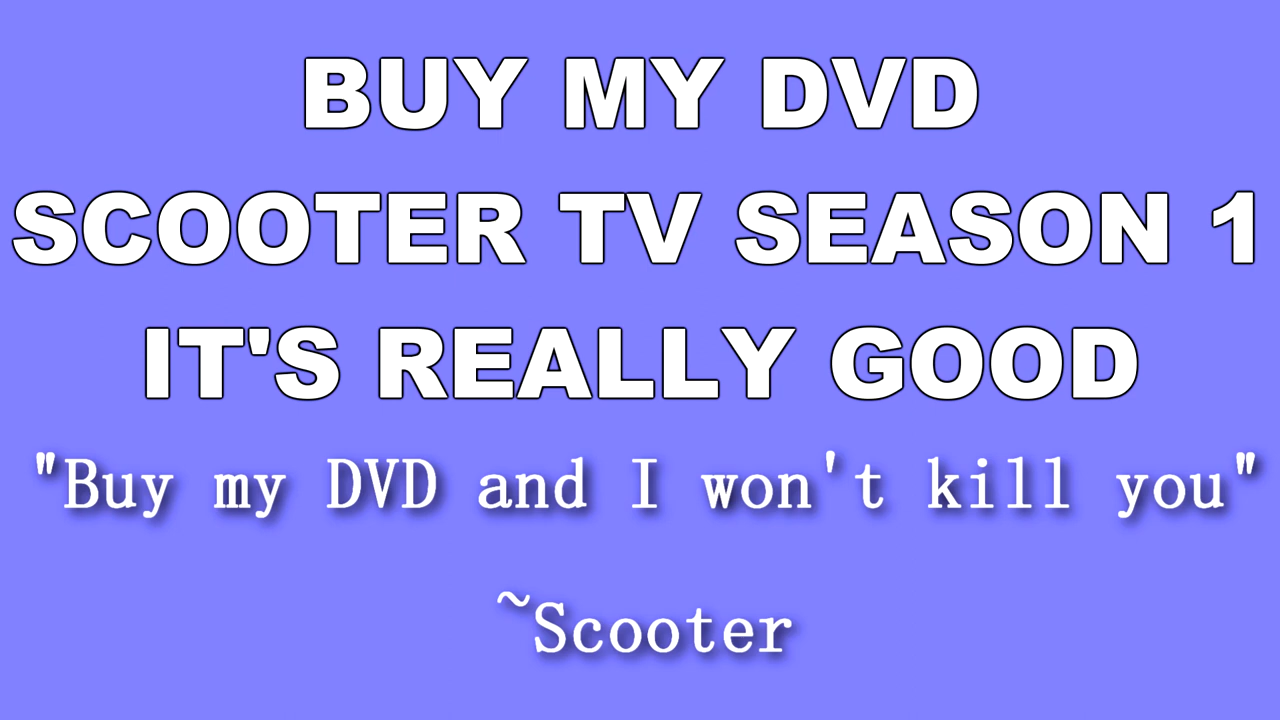 BUY MY DVD
SCOOTER TV SEASON 1
IT'S REALLY GOOD
"Buy my DVD and I won't kill you"
~Scooter